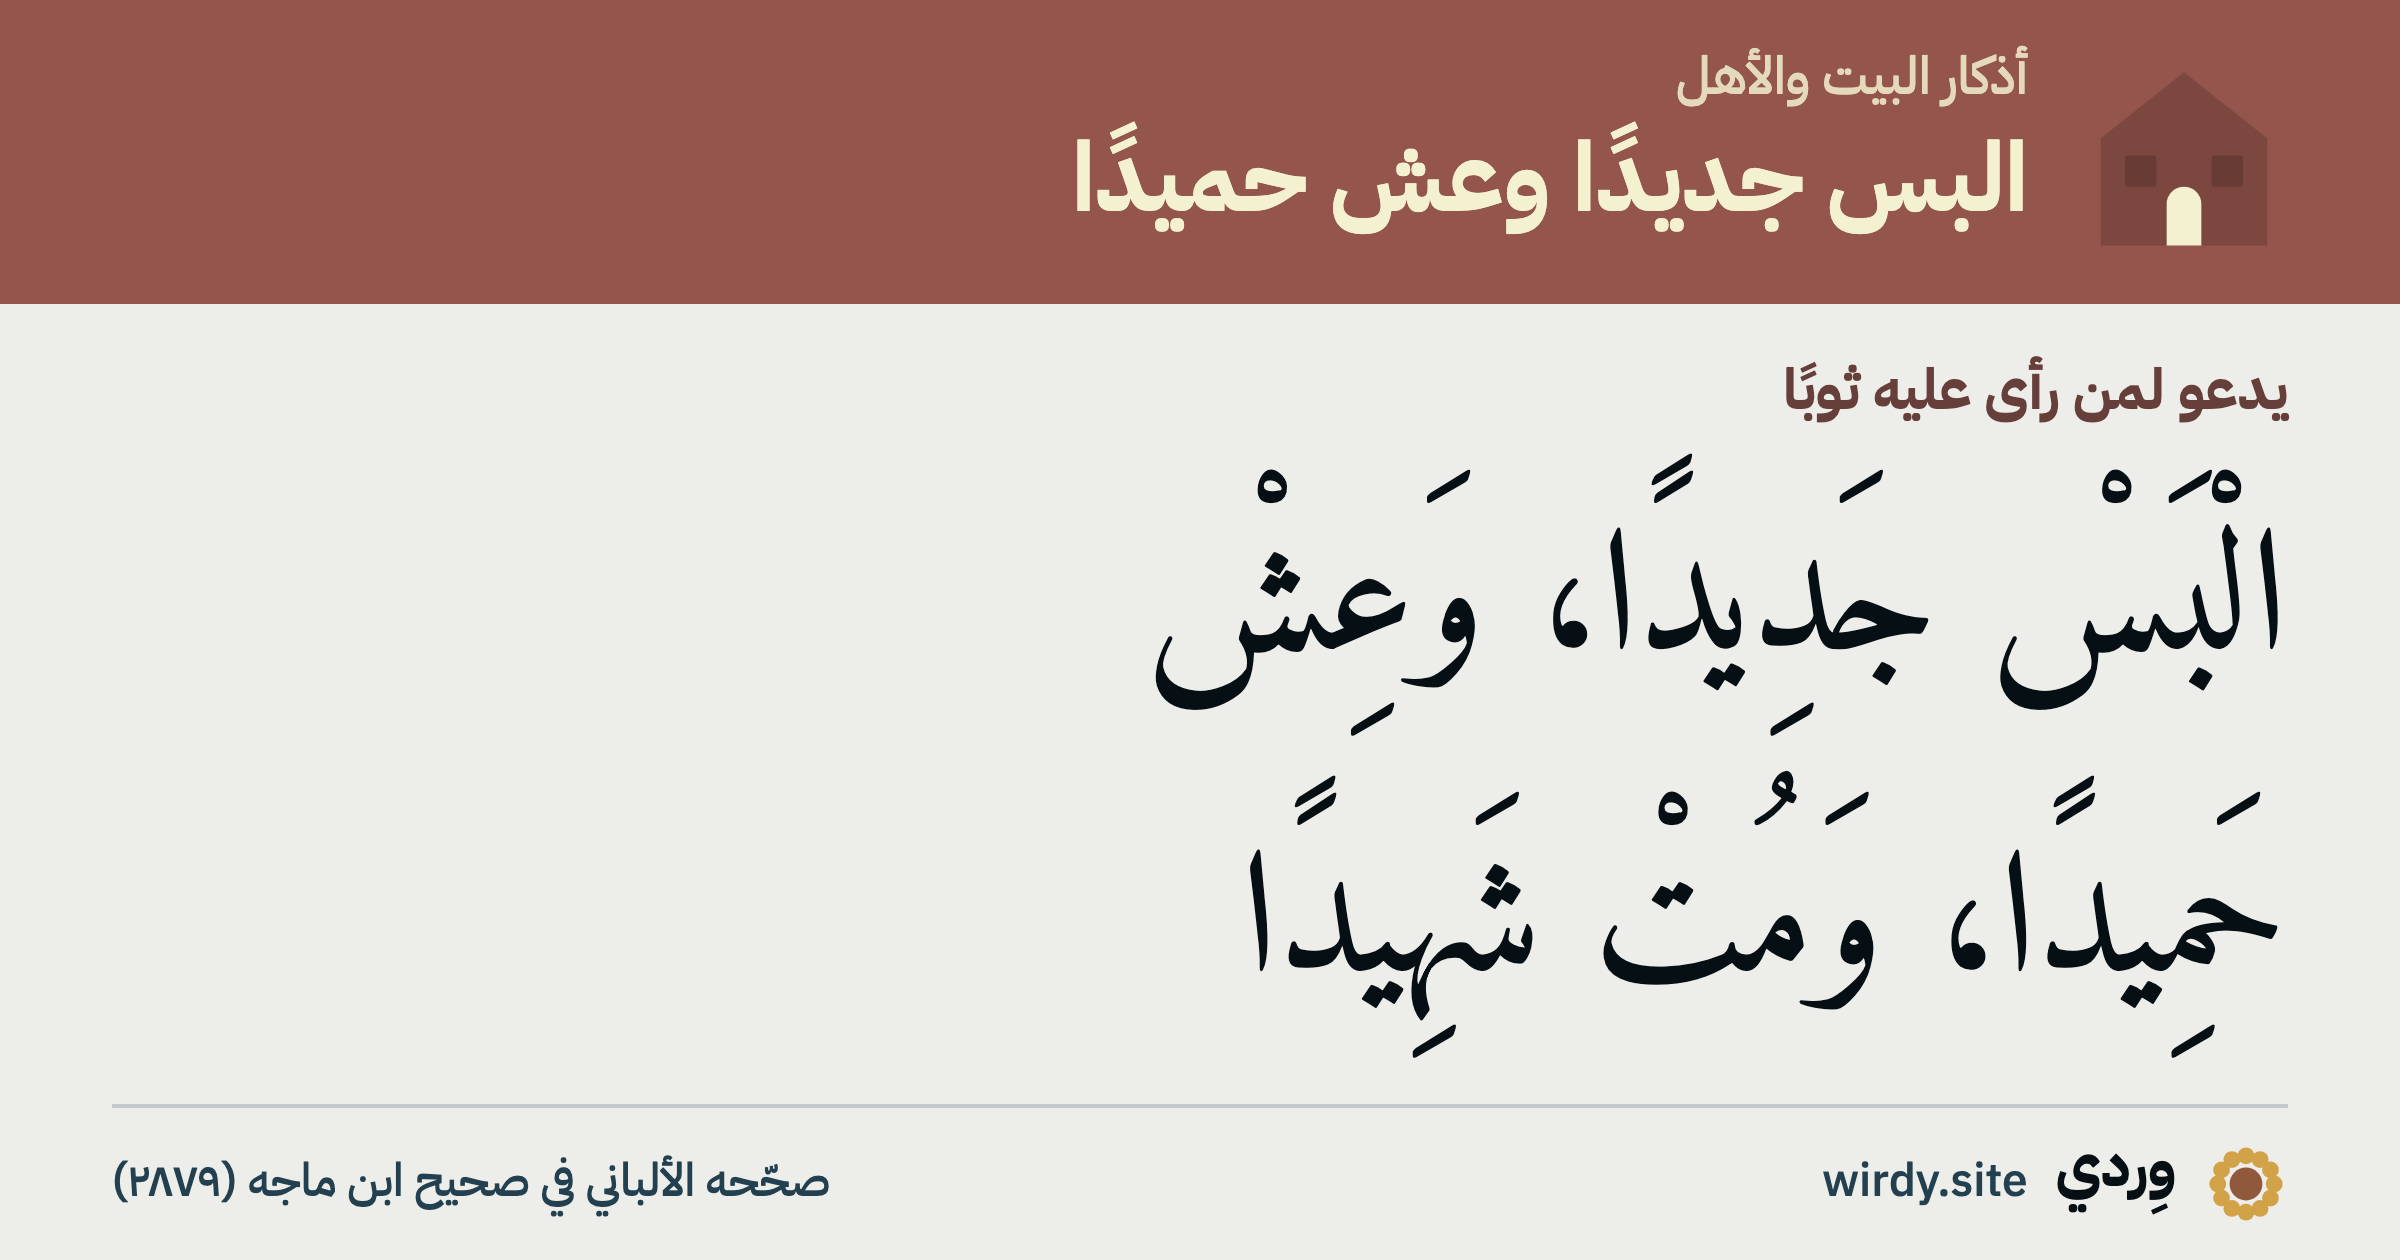 أذكار البيت والأهل
البس جديدًا وعش حميدًا
يدعو لمن رأى عليه ثوبًا
الْبَسْ جَدِيدًا، وَعِشْ
حَمِيدًا، وَمُتْ شَهِيدًا
وِردي wirdy.site
صحّحه الألباني في صحيح ابن ماجه (٢٨٧٩)